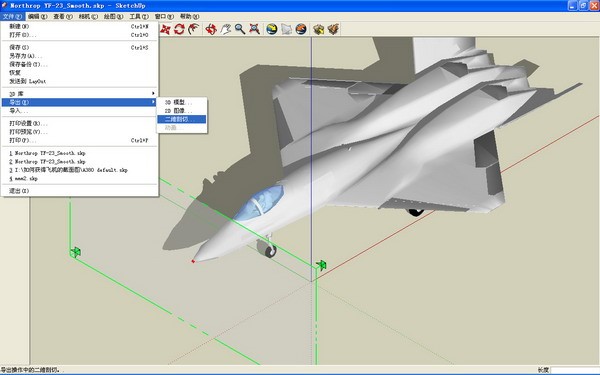 Northrop YF-23_Smooth.skp - SketchUp
文件(F) 编辑(E) 查看(V) 相机(C) 绘图(R) 工具(T) 窗口(W) 帮助(H)
新建(N) Ctrl+N
打开(O)... Ctrl+O
保存(S) Ctrl+S
另存为(A)...
保存备份(B)...
恢复
发送到 LayOut
3D 库
导出(E)
导入...
打印设置(R)...
打印预览(V)...
打印(P)... Ctrl+P
1 Northrop YF-23_Smooth.skp
2 Northrop YF-23_Smooth.skp
3 I:\如何获得飞机的截面图\A380 default.skp
4 mmm2.skp
退出(X)
3D 模型...
2D 图像...
二维剖切...
动画...
导出操作中的二维剖切。
长度